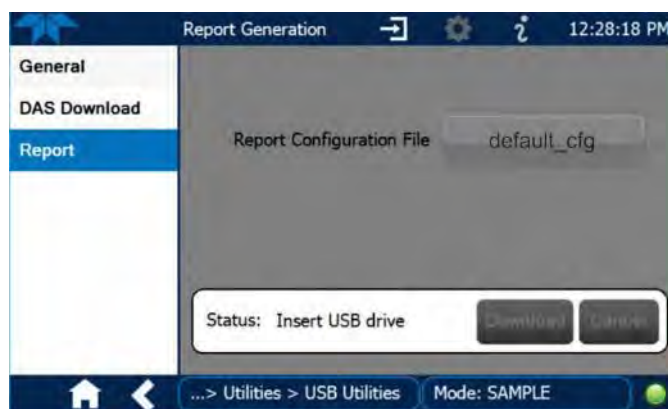 Report Generation 12:28:18 PM
General
DAS Download
Report
Report Configuration File default_cfg
Status: Insert USB drive Download Cancel
...> Utilities > USB Utilities Mode: SAMPLE